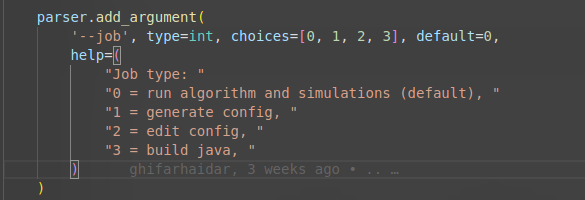 parser.add_argument(
'--job', type=int, choices=[0, 1, 2, 3], default=0,
help=(
"Job type: "
"0 = run algorithm and simulations (default), "
"1 = generate config, "
"2 = edit config, "
"3 = build java, "
) ghifarhaidar, 3 weeks ago • .. …
)